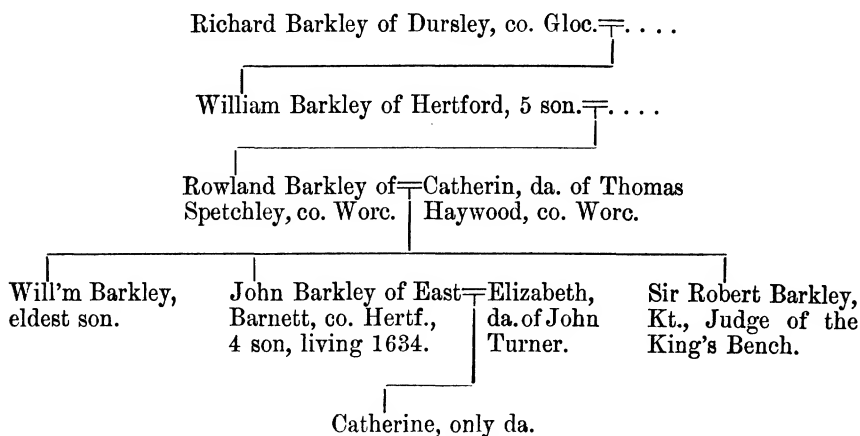 Richard Barkley of Dursley, co. Gloc.=....
William Barkley of Hertford, 5 son.=....
Rowland Barkley of=Catherin, da. of Thomas
Spetchley, co. Worc. Haywood, co. Worc.
Will'm Barkley,
eldest son.
John Barkley of East=Elizabeth,
Barnett, co. Hertf., da. of John
4 son, living 1634. Turner.
Sir Robert Barkley,
Kt., Judge of the
King's Bench.
Catherine, only da.